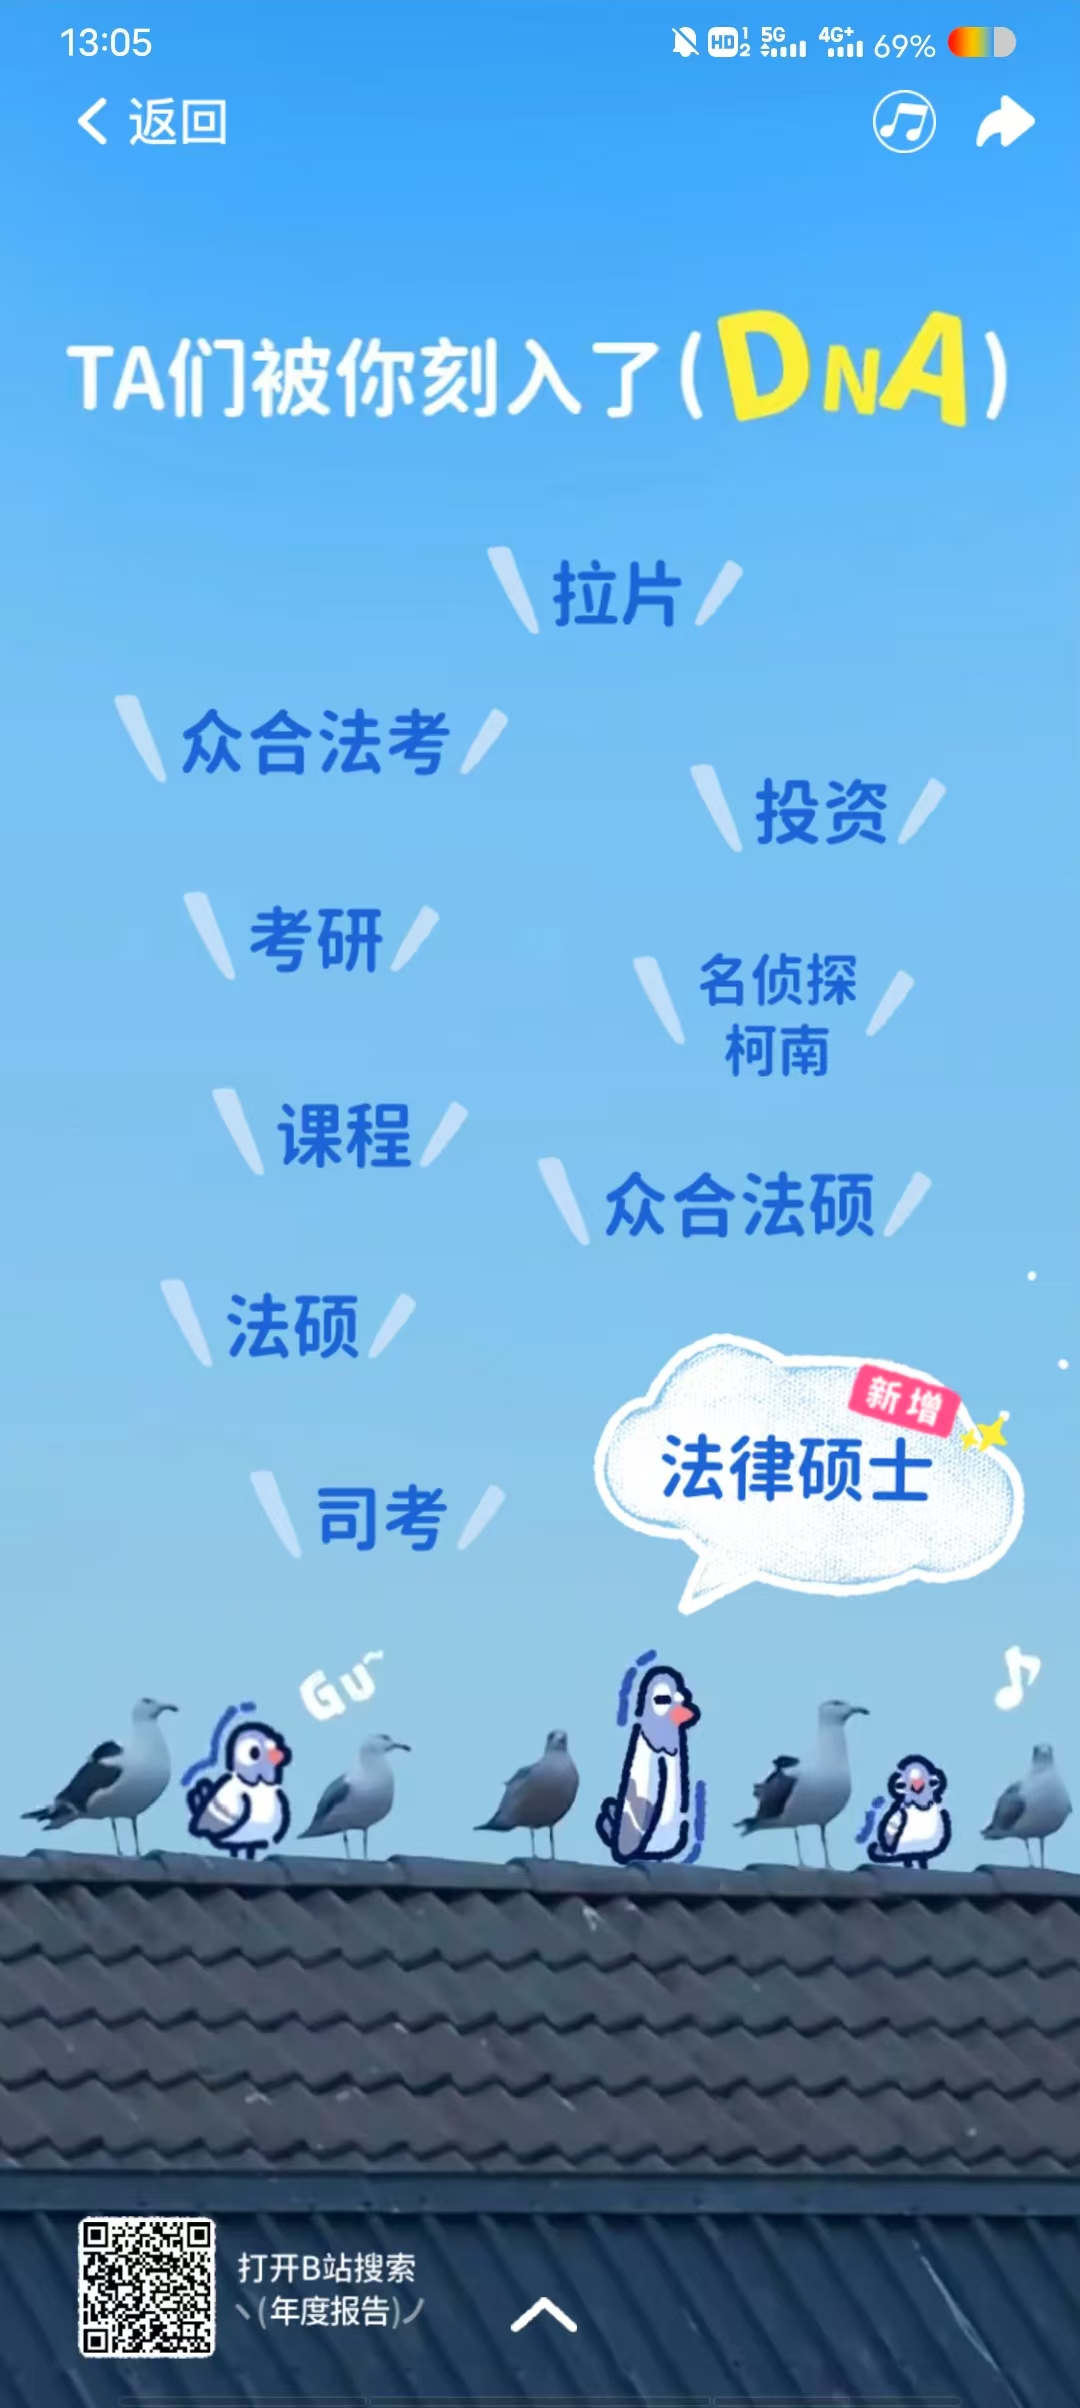 13:05
HD 1 2 5G 4G+ 69%
返回
TA们被你刻入了(DNA)
拉片
众合法考
投资
考研
名侦探
柯南
课程
众合法硕
法硕
新增
法律硕士
司考
Gu~
打开B站搜索
(年度报告)